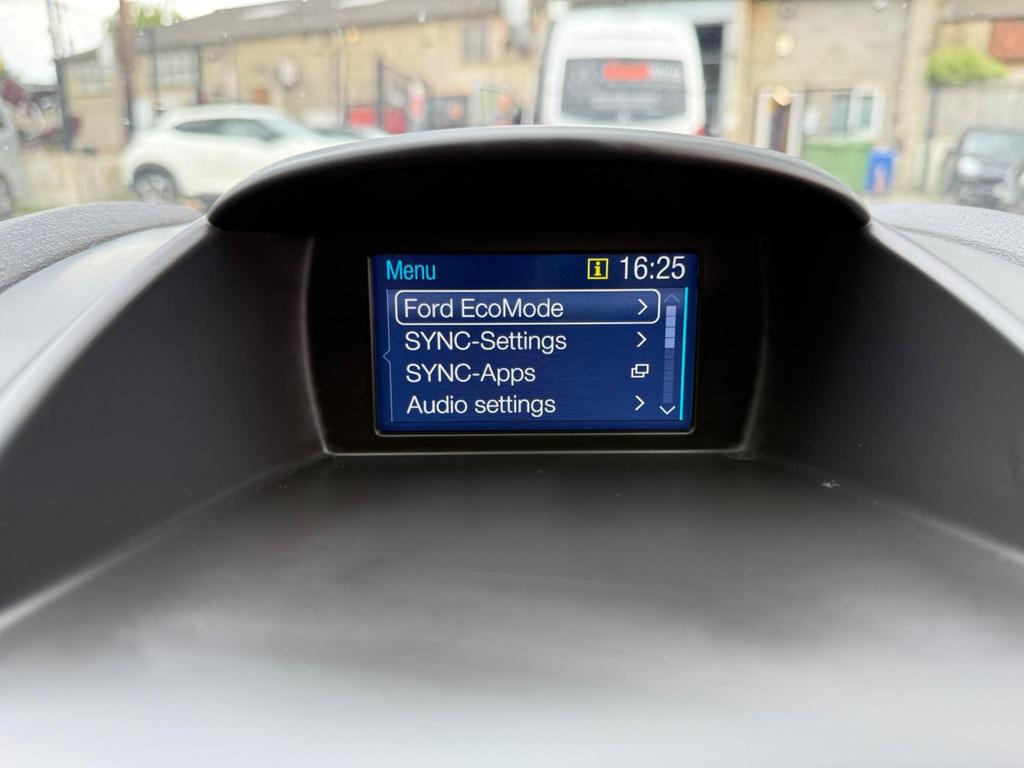 Menu
i 16:25
Ford EcoMode
SYNC-Settings
SYNC-Apps
Audio settings